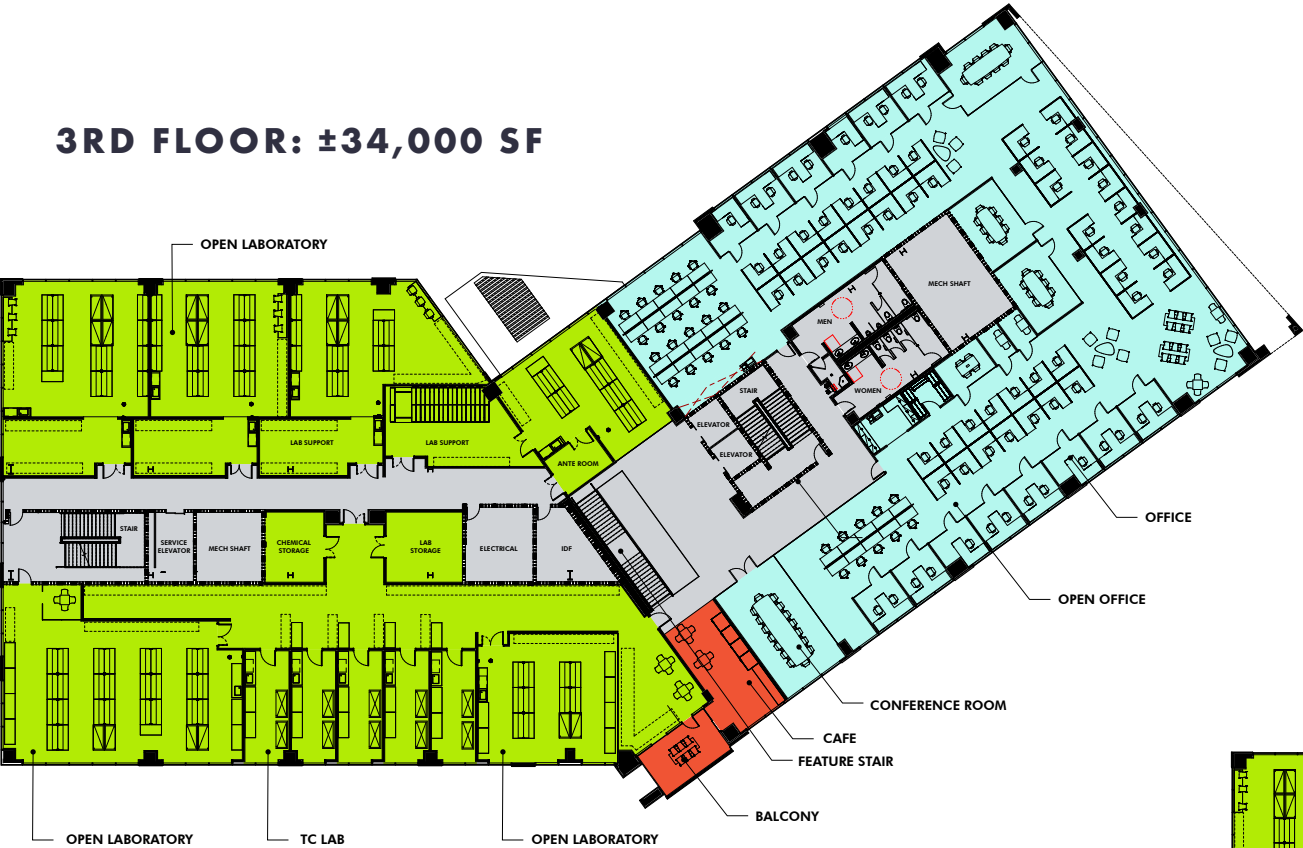 3RD FLOOR: ±34,000 SF
OPEN LABORATORY
MECH SHAFT
MEN
WOMEN
STAIR
ELEVATOR
ELEVATOR
LAB SUPPORT
LAB SUPPORT
ANTE ROOM
STAIR
SERVICE
ELEVATOR
MECH SHAFT
CHEMICAL
STORAGE
LAB
STORAGE
ELECTRICAL
IDF
OFFICE
OPEN OFFICE
CONFERENCE ROOM
CAFE
FEATURE STAIR
BALCONY
OPEN LABORATORY
TC LAB
OPEN LABORATORY